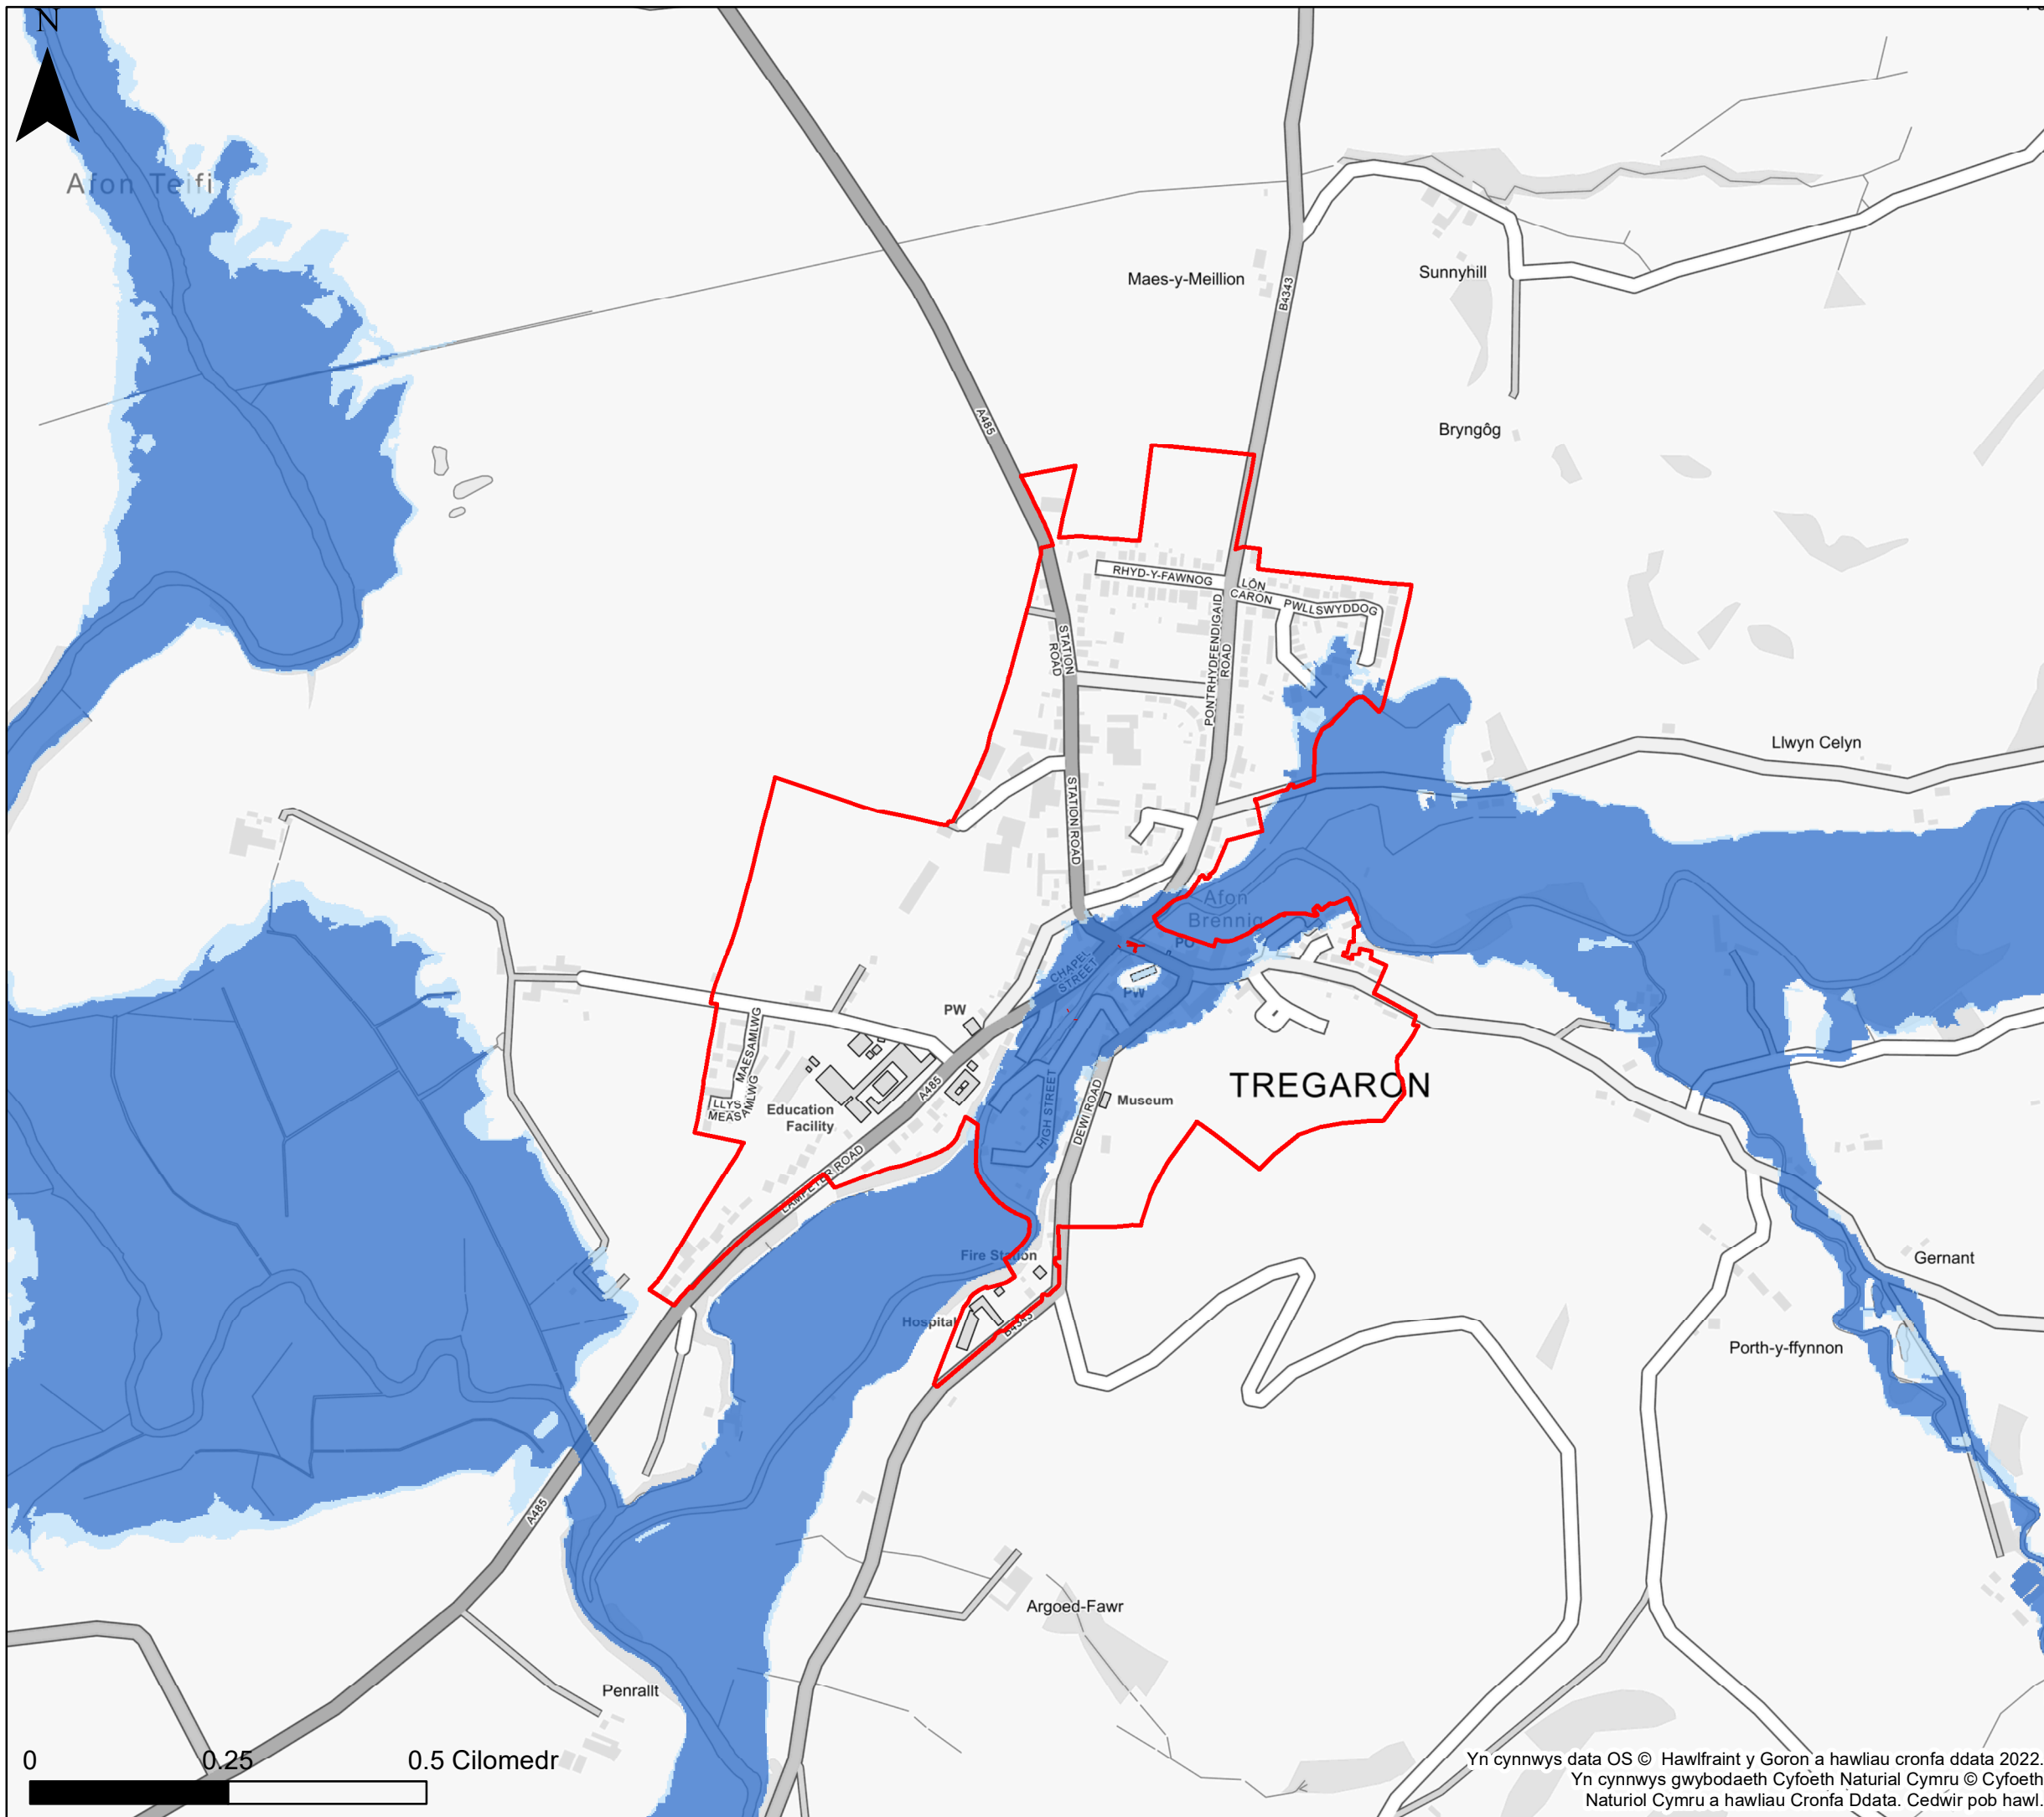 N
Afon Teifi
Maes-y-Meillion
Sunnyhill
B4343
A485
Bryngôg
RHYD-Y-FAWNOG
LÔN
CARON
PWLLSWYDDOG
STATION
ROAD
PONTRHYDFENDIGAID
ROAD
Llwyn Celyn
STATION ROAD
Afon
Brennig
PO
CHAPEL
STREET
PW
PW
MAESAMLWG
TREGARON
A485
LLYS
MEASAMLWG
Education
Facility
Museum
HIGH STREET
DEWI ROAD
LAMPETER ROAD
Fire Station
Gernant
Hospital
B4343
Porth-y-ffynnon
A485
Argoed-Fawr
Penrallt
0 0.25 0.5 Cilomedr
Yn cynnwys data OS © Hawlfraint y Goron a hawliau cronfa ddata 2022.
Yn cynnwys gwybodaeth Cyfoeth Naturial Cymru © Cyfoeth
Naturiol Cymru a hawliau Cronfa Ddata. Cedwir pob hawl.